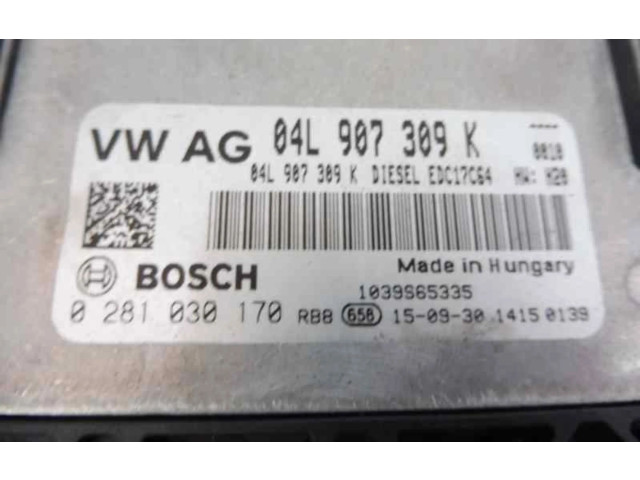 VW AG 04L 907 309 K ----
0010
04L 907 309 K DIESEL EDC17C64 HW: H20
BOSCH Made in Hungary
1039S65335
0 281 030 170 RBB 658 15-09-30 1415 0139